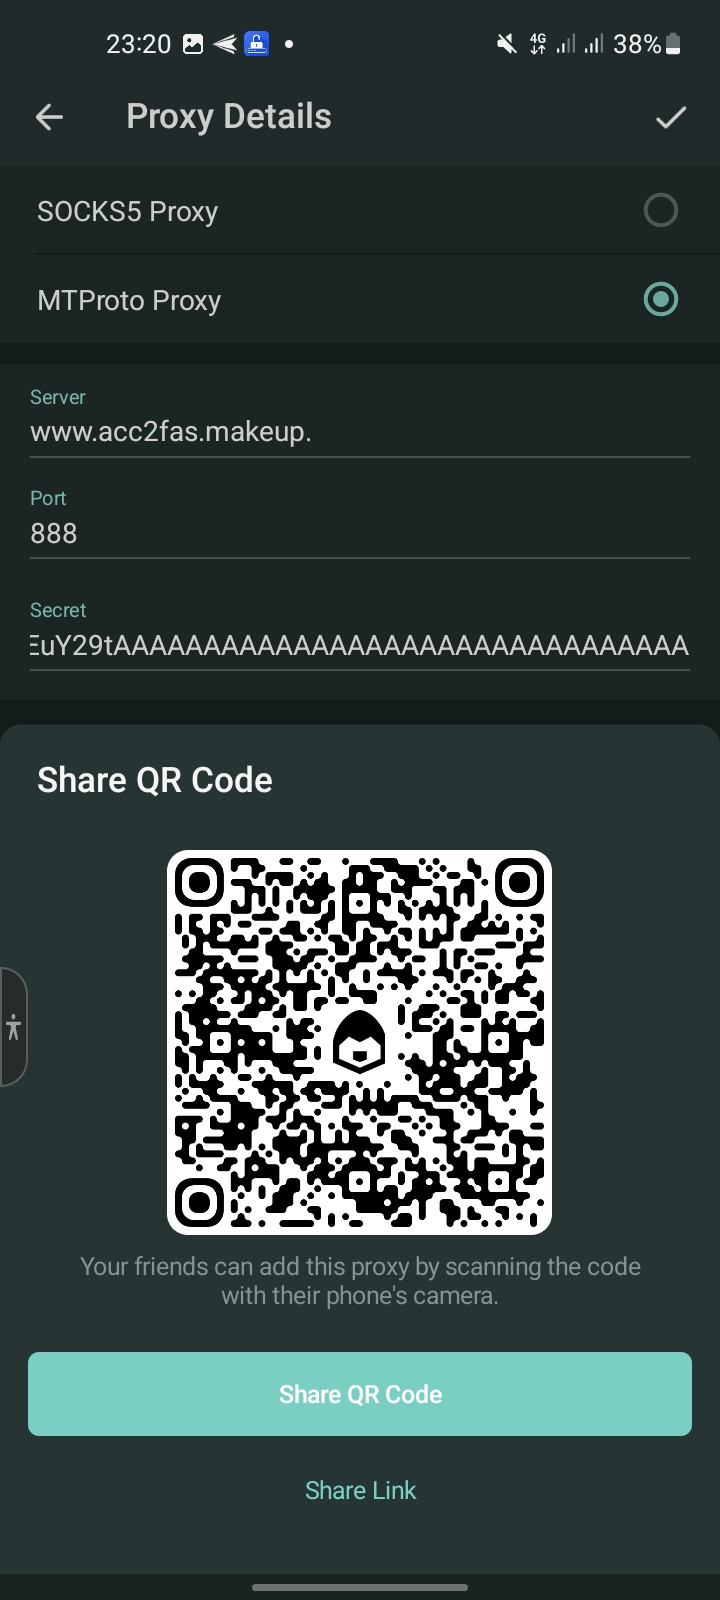 23:20
4G
38%
Proxy Details
SOCKS5 Proxy
MTProto Proxy
Server
www.acc2fas.makeup.
Port
888
Secret
EuY29tAAAAAAAAAAAAAAAAAAAAAAAAAAAAAAAA
Share QR Code
Your friends can add this proxy by scanning the code
with their phone's camera.
Share QR Code
Share Link